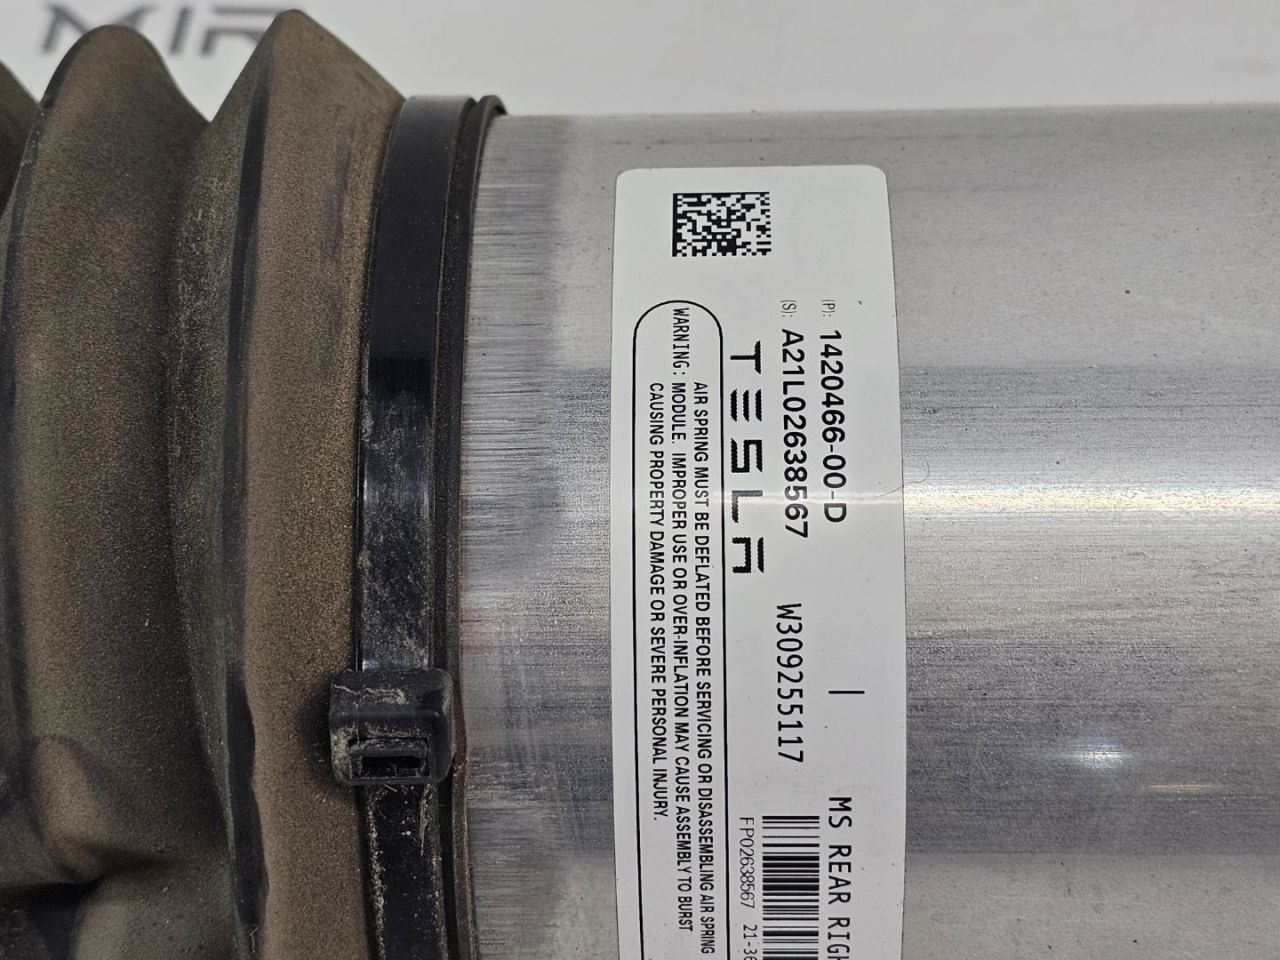 (P): 1420466-00-D | MS REAR
(S): A21L02638567 W309255117
TESLA
FP02638567
WARNING: AIR SPRING MUST BE DEFLATED BEFORE SERVICING OR DISASSEMBLING AIR SPRING
MODULE. IMPROPER USE OR OVER-INFLATION MAY CAUSE ASSEMBLY TO BURST
CAUSING PROPERTY DAMAGE OR SEVERE PERSONAL INJURY.